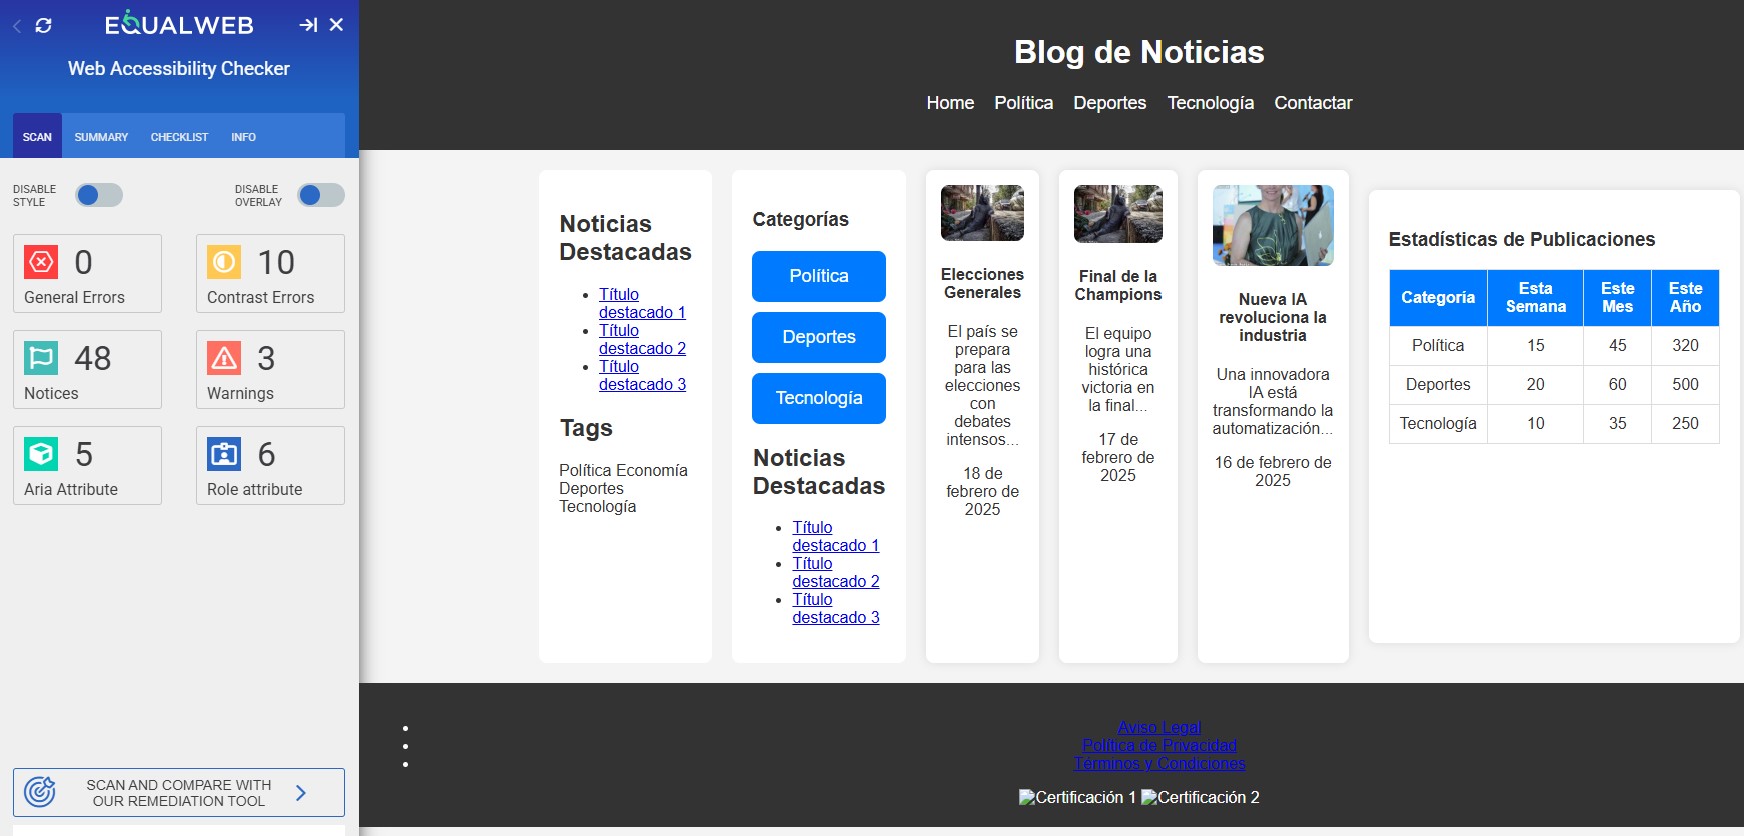 EQUALWEB
Web Accessibility Checker
SCAN SUMMARY CHECKLIST INFO
DISABLE
STYLE
DISABLE
OVERLAY
0
General Errors
10
Contrast Errors
48
Notices
3
Warnings
5
Aria Attribute
6
Role attribute
SCAN AND COMPARE WITH
OUR REMEDIATION TOOL
Blog de Noticias
Home Política Deportes Tecnología Contactar
Noticias
Destacadas
Título
destacado 1
Título
destacado 2
Título
destacado 3
Tags
Política Economía
Deportes
Tecnología
Categorías
Política
Deportes
Tecnología
Noticias
Destacadas
Título
destacado 1
Título
destacado 2
Título
destacado 3
Elecciones
Generales
El país se
prepara
para las
elecciones
con
debates
intensos...
18 de
febrero de
2025
Final de la
Champions
El equipo
logra una
histórica
victoria en
la final...
17 de
febrero de
2025
Nueva IA
revoluciona la
industria
Una innovadora
IA está
transformando la
automatización...
16 de febrero de
2025
Estadísticas de Publicaciones
Categoría Esta Semana Este Mes Este Año
Política 15 45 320
Deportes 20 60 500
Tecnología 10 35 250
Aviso Legal
Política de Privacidad
Términos y Condiciones
Certificación 1 Certificación 2